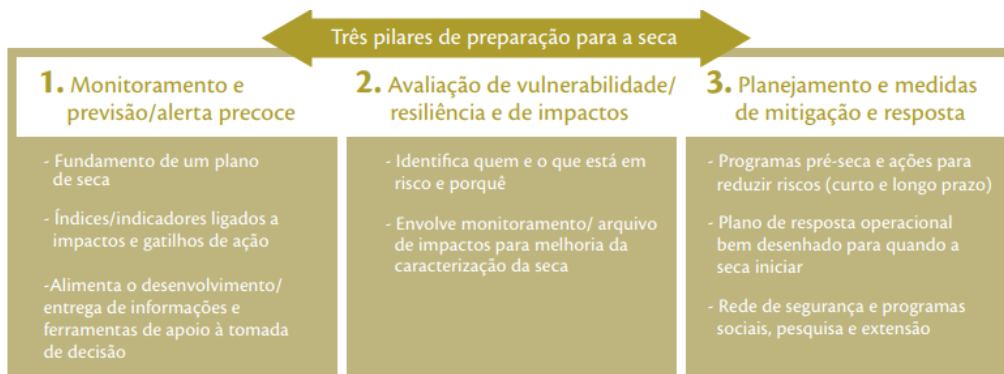 Três pilares de preparação para a seca
1. Monitoramento e
previsão/alerta precoce
- Fundamento de um plano
de seca
- Índices/indicadores ligados a
impactos e gatilhos de ação
-Alimenta o desenvolvimento/
entrega de informações e
ferramentas de apoio à tomada
de decisão
2. Avaliação de vulnerabilidade/
resiliência e de impactos
- Identifica quem e o que está em
risco e porquê
- Envolve monitoramento/ arquivo
de impactos para melhoria da
caracterização da seca
3. Planejamento e medidas
de mitigação e resposta
- Programas pré-seca e ações para
reduzir riscos (curto e longo prazo)
- Plano de resposta operacional
bem desenhado para quando a
seca iniciar
- Rede de segurança e programas
sociais, pesquisa e extensão